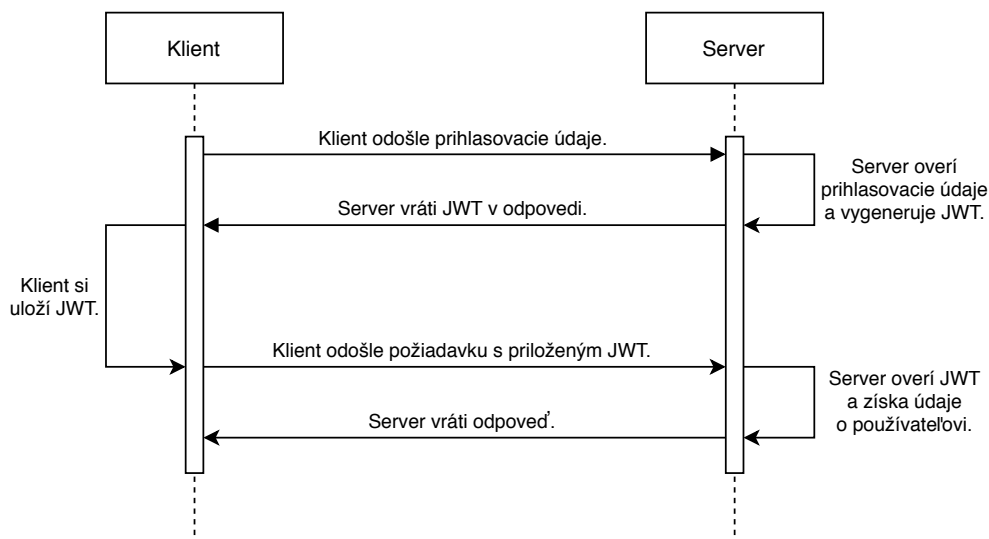 Klient
Server
Klient odošle prihlasovacie údaje.
Server overí
prihlasovacie údaje
a vygeneruje JWT.
Server vráti JWT v odpovedi.
Klient si
uloží JWT.
Klient odošle požiadavku s priloženým JWT.
Server overí JWT
a získa údaje
o používateľovi.
Server vráti odpoveď.